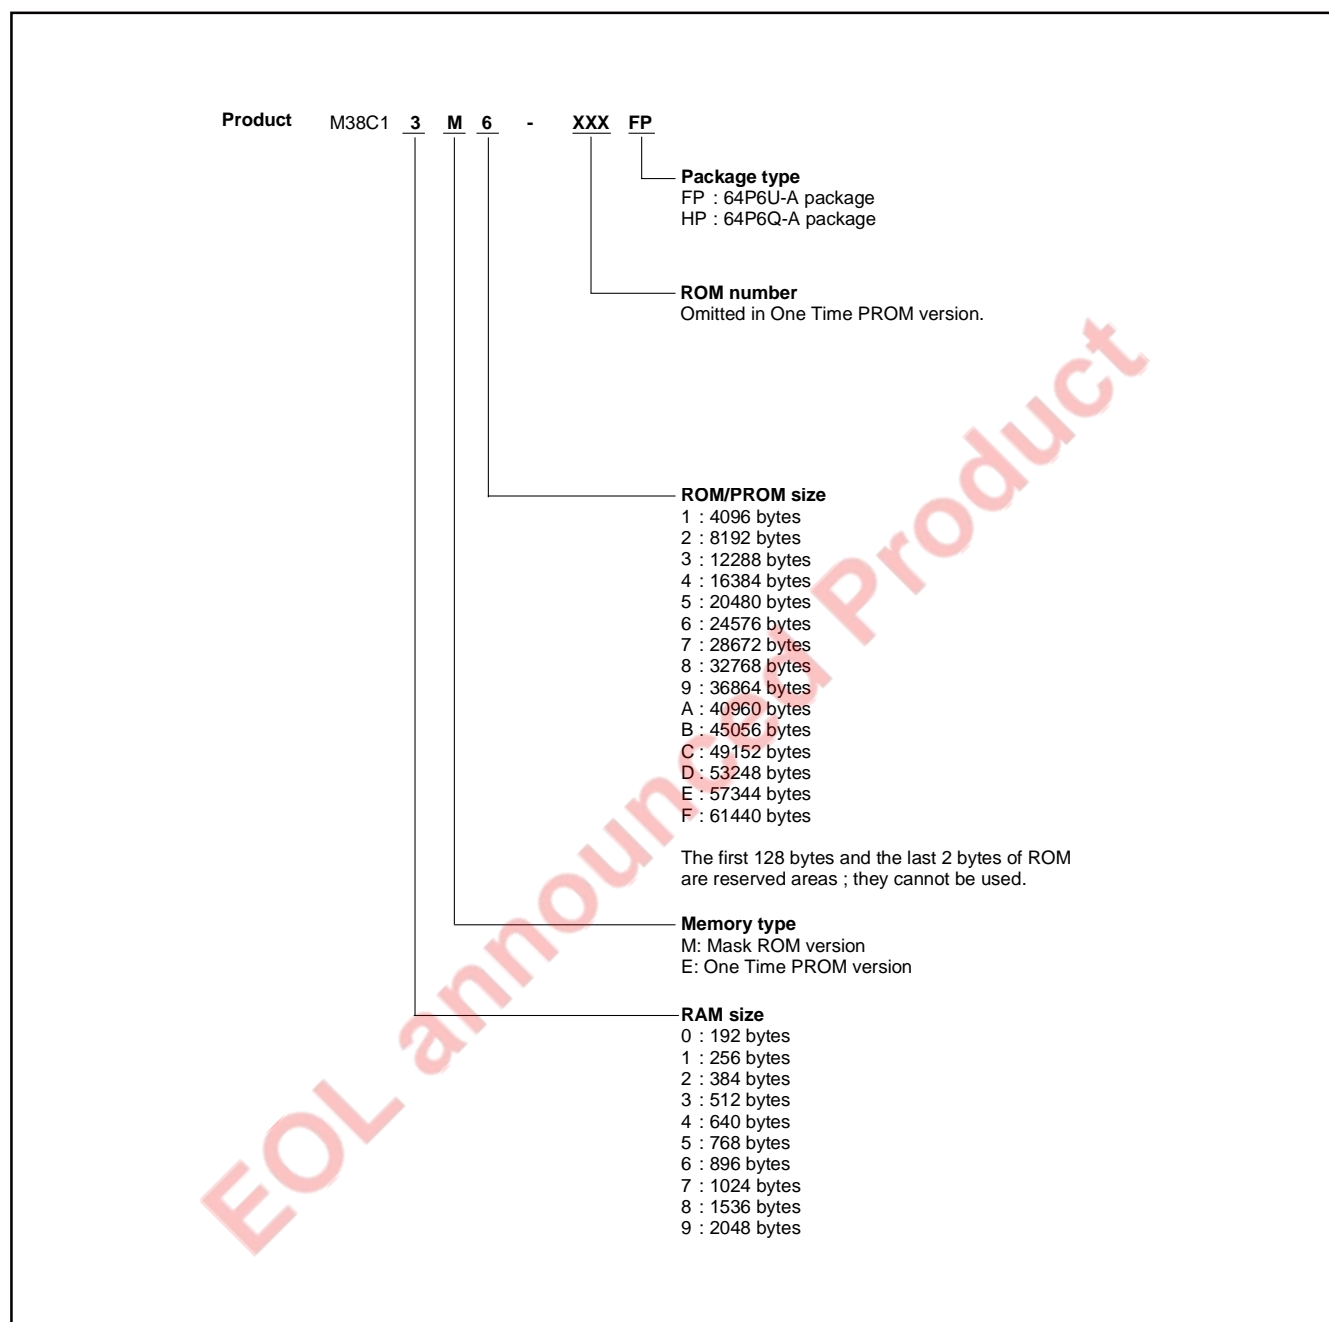 Product M38C1 3 M 6 - XXX FP
Package type
FP : 64P6U-A package
HP : 64P6Q-A package
ROM number
Omitted in One Time PROM version.
ROM/PROM size
1 : 4096 bytes
2 : 8192 bytes
3 : 12288 bytes
4 : 16384 bytes
5 : 20480 bytes
6 : 24576 bytes
7 : 28672 bytes
8 : 32768 bytes
9 : 36864 bytes
A : 40960 bytes
B : 45056 bytes
C : 49152 bytes
D : 53248 bytes
E : 57344 bytes
F : 61440 bytes
The first 128 bytes and the last 2 bytes of ROM
are reserved areas ; they cannot be used.
Memory type
M: Mask ROM version
E: One Time PROM version
RAM size
0 : 192 bytes
1 : 256 bytes
2 : 384 bytes
3 : 512 bytes
4 : 640 bytes
5 : 768 bytes
6 : 896 bytes
7 : 1024 bytes
8 : 1536 bytes
9 : 2048 bytes
EOL announced Product